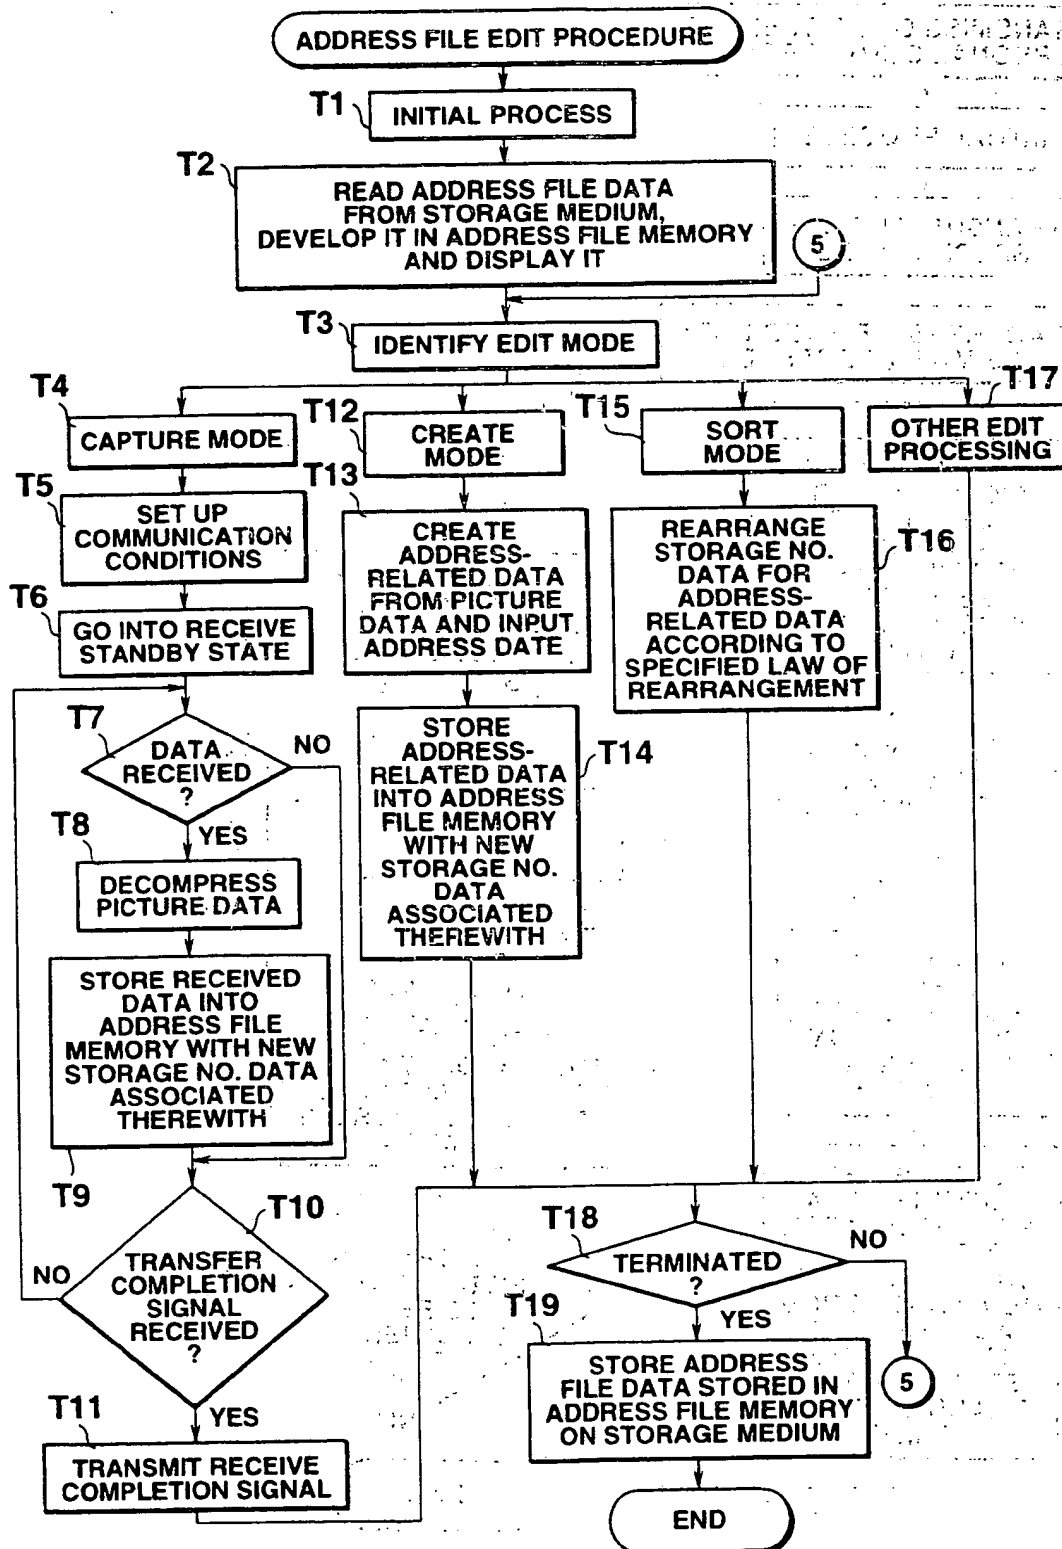 ADDRESS FILE EDIT PROCEDURE
T1
INITIAL PROCESS
T2
READ ADDRESS FILE DATA
FROM STORAGE MEDIUM,
DEVELOP IT IN ADDRESS FILE MEMORY
AND DISPLAY IT
5
T3
IDENTIFY EDIT MODE
T4
CAPTURE MODE
T5
SET UP
COMMUNICATION
CONDITIONS
T6
GO INTO RECEIVE
STANDBY STATE
T7
DATA
RECEIVED
?
NO
YES
T8
DECOMPRESS
PICTURE DATA
STORE RECEIVED
DATA INTO
ADDRESS FILE
MEMORY WITH NEW
STORAGE NO. DATA
ASSOCIATED
THEREWITH
T9
T10
TRANSFER
COMPLETION
SIGNAL
RECEIVED
?
NO
YES
T11
TRANSMIT RECEIVE
COMPLETION SIGNAL
T12
CREATE
MODE
T13
CREATE
ADDRESS-
RELATED DATA
FROM PICTURE
DATA AND INPUT
ADDRESS DATE
STORE
ADDRESS-
RELATED DATA
INTO ADDRESS
FILE MEMORY
WITH NEW
STORAGE NO.
DATA
ASSOCIATED
THEREWITH
T14
T15
SORT
MODE
REARRANGE
STORAGE NO.
DATA FOR
ADDRESS-
RELATED DATA
ACCORDING TO
SPECIFIED LAW OF
REARRANGEMENT
T16
T17
OTHER EDIT
PROCESSING
T18
TERMINATED
?
NO
YES
5
T19
STORE ADDRESS
FILE DATA STORED IN
ADDRESS FILE MEMORY
ON STORAGE MEDIUM
END